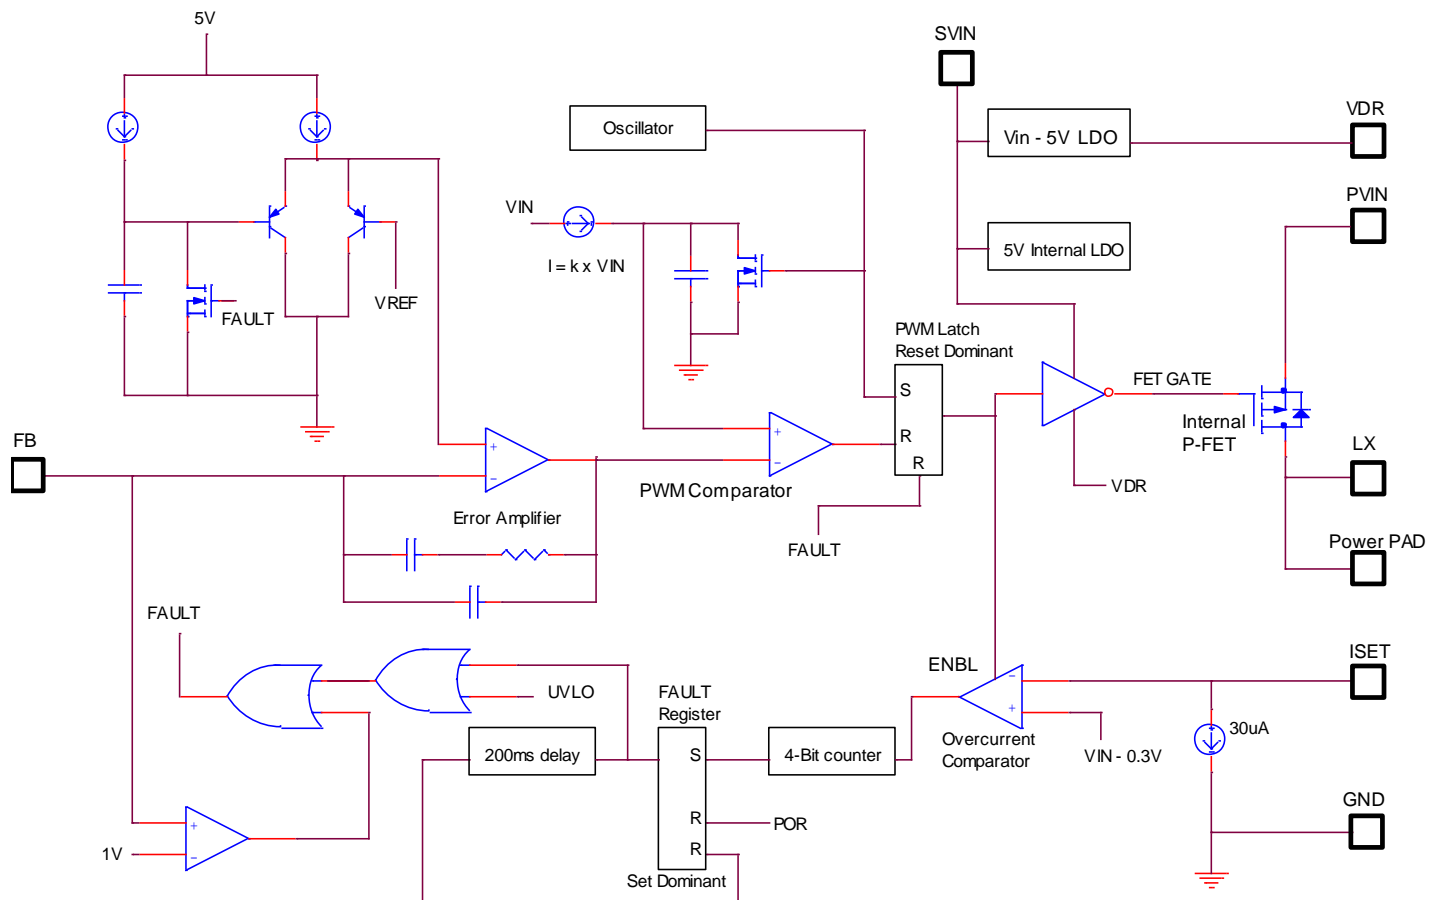 5V
SVIN
VDR
Oscillator
Vin - 5V LDO
PVIN
VIN
I = k x VIN
5V Internal LDO
VREF
FAULT
PWM Latch
Reset Dominant
S
R
R
FET GATE
Internal
P-FET
FB
+
−
Error Amplifier
+
−
PWM Comparator
VDR
LX
FAULT
Power PAD
FAULT
UVLO
ENBL
ISET
FAULT
Register
200ms delay
S
4-Bit counter
−
+
Overcurrent
Comparator
VIN - 0.3V
30uA
GND
R
POR
R
+
−
1V
Set Dominant